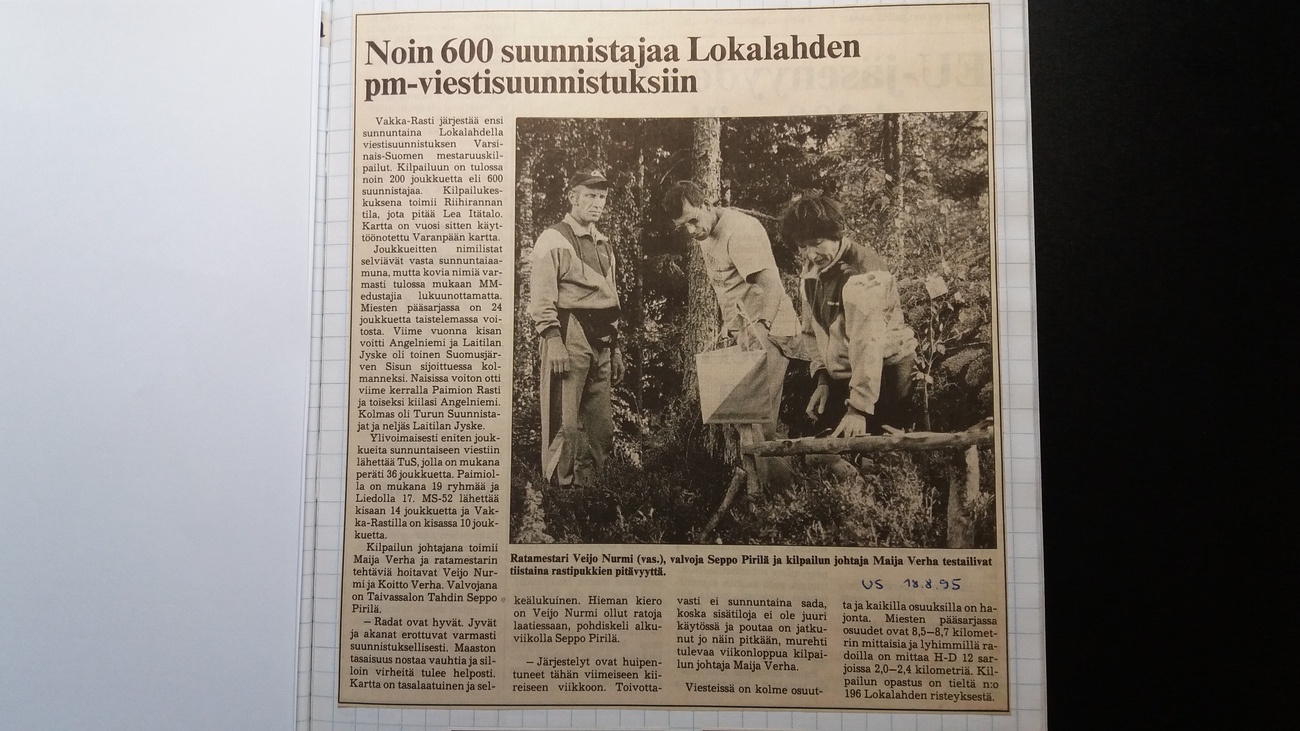 Noin 600 suunnistajaa Lokalahden
pm-viestisuunnistuksiin
Vakka-Rasti järjestää ensi
sunnuntaina Lokalahdella
viestisuunnistuksen Varsi-
nais-Suomen mestaruuskil-
pailut. Kilpailuun on tulossa
noin 200 joukkuetta eli 600
suunnistajaa. Kilpailukes-
kuksena toimii Riihirannan
tila, jota pitää Lea Itätalo.
Kartta on vuosi sitten käyt-
töönotettu Varanpään kartta.
Joukkueitten nimilistat
selviävät vasta sunnuntaiaa-
muna, mutta kovia nimiä var-
masti tulossa mukaan MM-
edustajia lukuunottamatta.
Miesten pääsarjassa on 24
joukkuetta taistelemassa voi-
tosta. Viime vuonna kisan
voitti Angelniemi ja Laitilan
Jyske oli toinen Suomusjär-
ven Sisun sijoittuessa kol-
manneksi. Naisissa voiton otti
viime kerralla Paimion Rasti
ja toiseksi kiilasi Angelniemi.
Kolmas oli Turun Suunnista-
jat ja neljäs Laitilan Jyske.
Ylivoimaisesti eniten jouk-
kueita sunnuntaiseen viestiin
lähettää TuS, jolla on mukana
peräti 36 joukkuetta. Paimiol-
la on mukana 19 ryhmää ja
Liedolla 17. MS-52 lähettää
kisaan 14 joukkuetta ja Vak-
ka-Rastilla on kisassa 10 jouk-
kuetta.
Kilpailun johtajana toimii
Maija Verha ja ratamestarin
tehtäviä hoitavat Veijo Nur-
mi ja Koitto Verha. Valvojana
on Taivassalon Tahdin Seppo
Pirilä.
— Radat ovat hyvät. Jyvät
ja akanat erottuvat varmasti
suunnistuksellisesti. Maaston
tasaisuus nostaa vauhtia ja sil-
loin virheitä tulee helposti.
Kartta on tasalaatuinen ja sel-
Ratamestari Veijo Nurmi (vas.), valvoja Seppo Pirilä ja kilpailun johtaja Maija Verha testailivat
tiistaina rastipukkien pitävyyttä.
US 18.8.95
keälukuinen. Hieman kiero
on Veijo Nurmi ollut ratoja
laatiessaan, pohdiskeli alku-
viikolla Seppo Pirilä.
— Järjestelyt ovat huipen-
tuneet tähän viimeiseen kii-
reiseen viikkoon. Toivotta-
vasti ei sunnuntaina sada,
koska sisätiloja ei ole juuri
käytössä ja poutaa on jatku-
nut jo näin pitkään, murehti
tulevaa viikonloppua kilpai-
lun johtaja Maija Verha.
Viesteissä on kolme osuut-
ta ja kaikilla osuuksilla on ha-
jonta. Miesten pääsarjassa
osuudet ovat 8,5—8,7 kilomet-
rin mittaisia ja lyhimmillä ra-
doilla on mittaa H-D 12 sar-
joissa 2,0—2,4 kilometriä. Kil-
pailun opastus on tieltä n:o
196 Lokalahden risteyksestä.